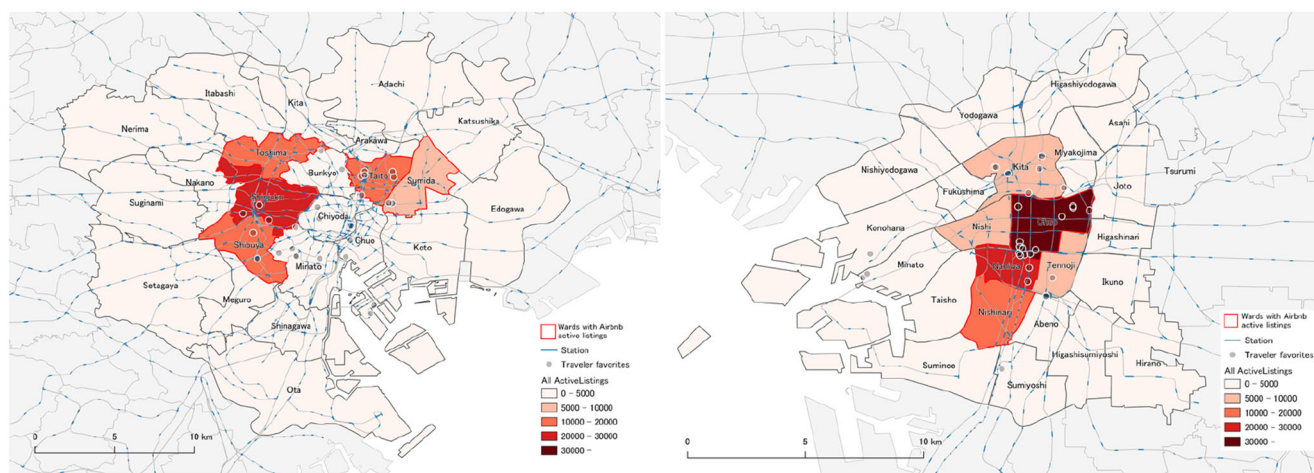 Adachi
Itabashi
Kita
Nerima
Katsushika
Arakawa
Toshima
Taito
Bunkyo
Sumida
Nakano
Suginami
Chiyoda
Edogawa
Shibuya
Chuo
Koto
Minato
Setagaya
Meguro
Shinagawa
Ota
Wards with Airbnb
active listings
Station
Traveler favorites
All ActiveListings
0 - 5000
5000 - 10000
10000 - 20000
20000 - 30000
30000 -
0 5 10 km
Higashiyodogawa
Yodogawa
Asahi
Miyakojima
Kita
Nishiyodogawa
Joto
Tsurumi
Fukushima
Nishi
Konohana
Higashinari
Minato
Tennoji
Ikuno
Taisho
Nishinari
Abeno
Higashisumiyoshi
Hirano
Suminoe
Sumiyoshi
Wards with Airbnb
active listings
Station
Traveler favorites
All ActiveListings
0 - 5000
5000 - 10000
10000 - 20000
20000 - 30000
30000 -
0 5 10 km